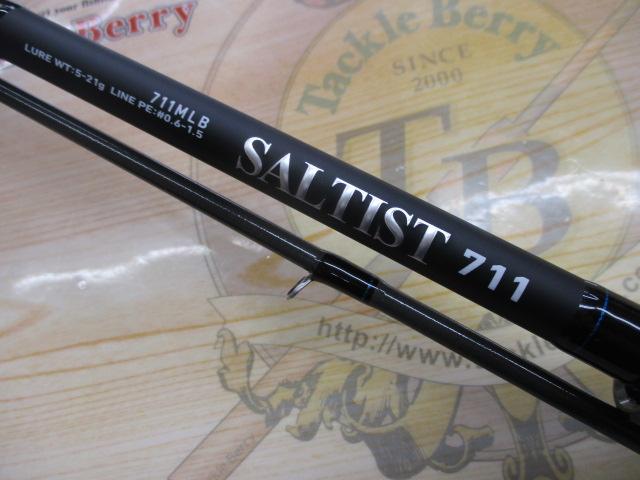 Berry
Tackle Berry
SINCE
2000
TB
711MLB
LURE WT:5-21g LINE PE:#0.6-1.5
SALTIST 711
http://www.